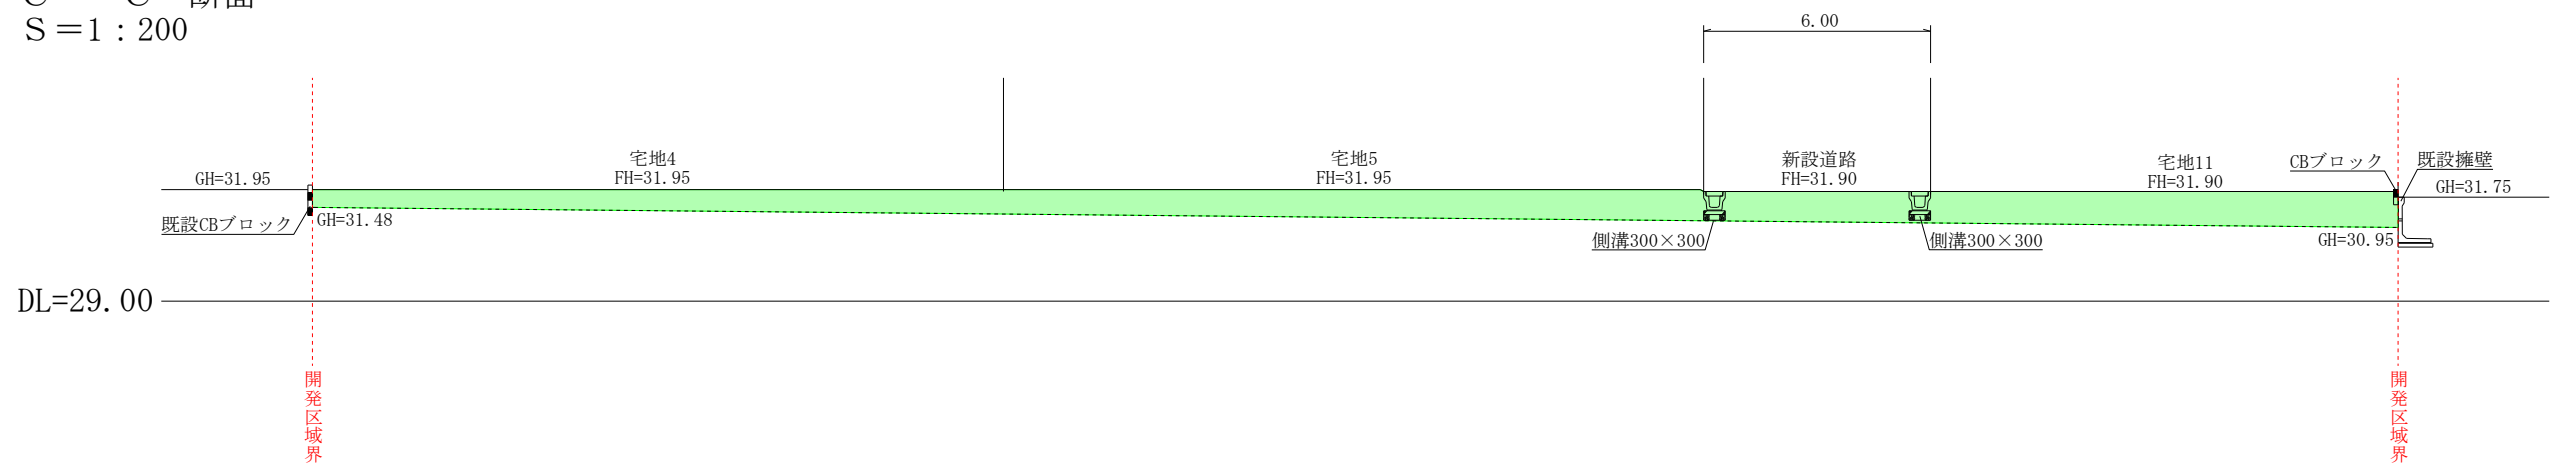 S＝1：200
6.00
宅地4
FH=31.95
宅地5
FH=31.95
新設道路
FH=31.90
宅地11
FH=31.90
CBブロック
既設擁壁
GH=31.95
GH=31.75
既設CBブロック
GH=31.48
側溝300×300
側溝300×300
GH=30.95
DL=29.00
開発区域界
開発区域界